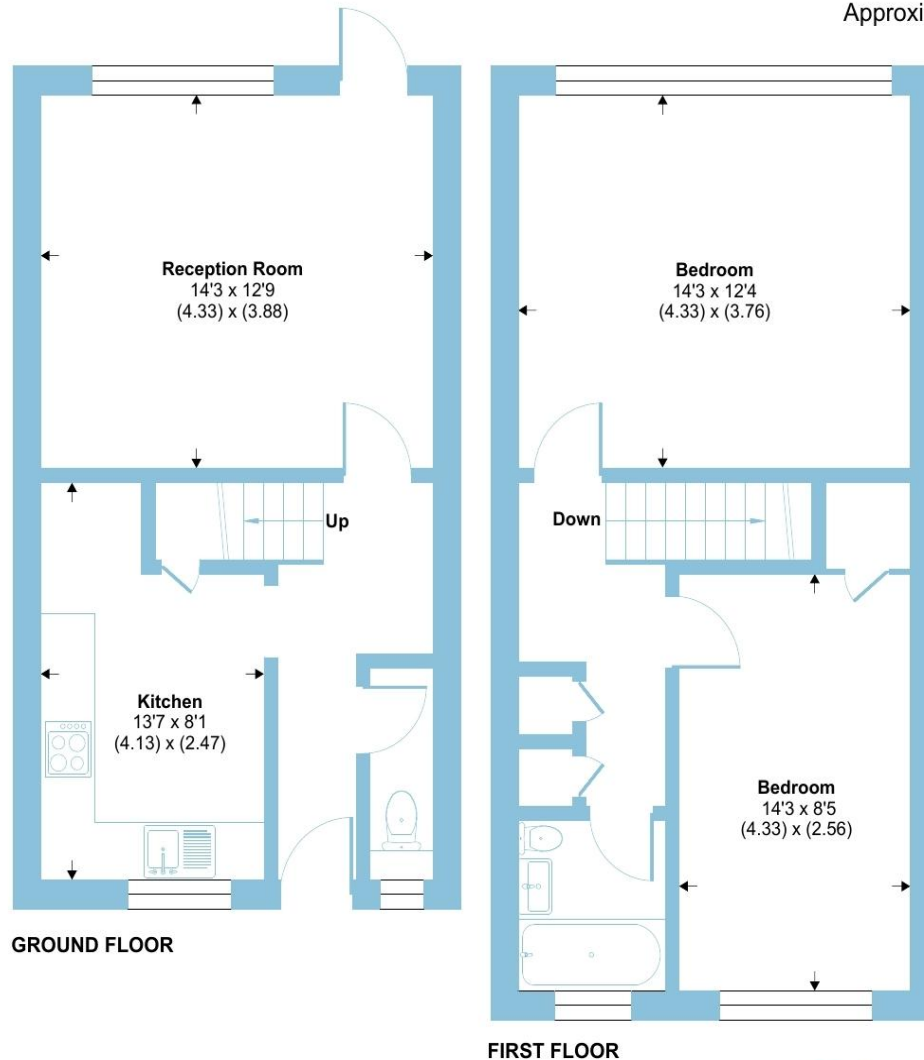 Approxi
Reception Room
14'3 x 12'9
(4.33) x (3.88)
Up
Kitchen
13'7 x 8'1
(4.13) x (2.47)
GROUND FLOOR
Bedroom
14'3 x 12'4
(4.33) x (3.76)
Down
Bedroom
14'3 x 8'5
(4.33) x (2.56)
FIRST FLOOR